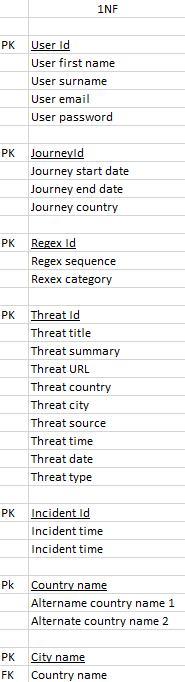 1NF
PK User Id
User first name
User surname
User email
User password
PK JourneyId
Journey start date
Journey end date
Journey country
PK Regex Id
Regex sequence
Rexex category
PK Threat Id
Threat title
Threat summary
Threat URL
Threat country
Threat city
Threat source
Threat time
Threat date
Threat type
PK Incident Id
Incident time
Incident time
Pk Country name
Altername country name 1
Alternate country name 2
PK City name
FK Country name